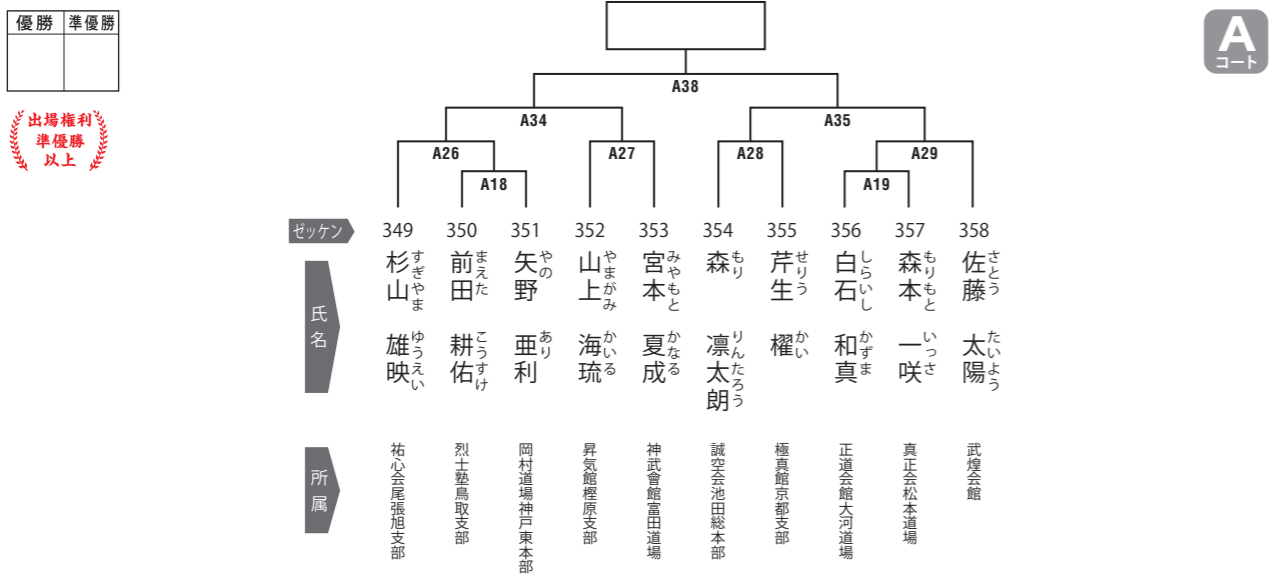 優勝 準優勝
出場権利
準優勝
以上
A
コート
A38
A34 A35
A26 A27 A28 A29
A18 A19
ゼッケン 349 350 351 352 353 354 355 356 357 358
氏名
杉山 雄映 すぎやま ゆうえい
前田 耕佑 まえた こうすけ
矢野 亜利 やの あり
山上 海琉 やまがみ かいる
宮本 夏成 みやもと かなる
森 凛太朗 もり りんたろう
芹生 櫂 せりう かい
白石 和真 しらいし かずま
森本 一咲 もりもと いっさ
佐藤 太陽 さとう たいよう
所属
祐心会尾張旭支部
烈士塾鳥取支部
岡村道場神戸東本部
昇気館樫原支部
神武會館富田道場
誠空会池田総本部
極真館京都支部
正道会館大河道場
真正会松本道場
武煌会館